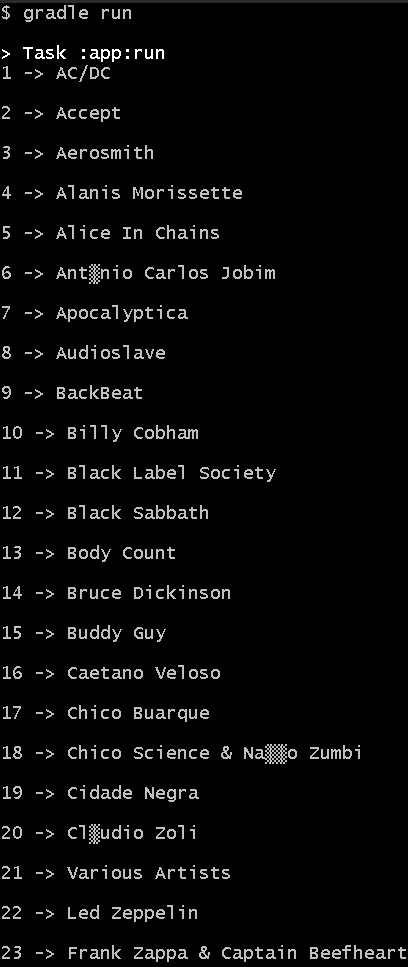 $ gradle run
> Task :app:run
1 -> AC/DC
2 -> Accept
3 -> Aerosmith
4 -> Alanis Morissette
5 -> Alice In Chains
6 -> Ant▒nio Carlos Jobim
7 -> Apocalyptica
8 -> Audioslave
9 -> BackBeat
10 -> Billy Cobham
11 -> Black Label Society
12 -> Black Sabbath
13 -> Body Count
14 -> Bruce Dickinson
15 -> Buddy Guy
16 -> Caetano Veloso
17 -> Chico Buarque
18 -> Chico Science & Na▒▒o Zumbi
19 -> Cidade Negra
20 -> Cl▒udio Zoli
21 -> Various Artists
22 -> Led Zeppelin
23 -> Frank Zappa & Captain Beefheart